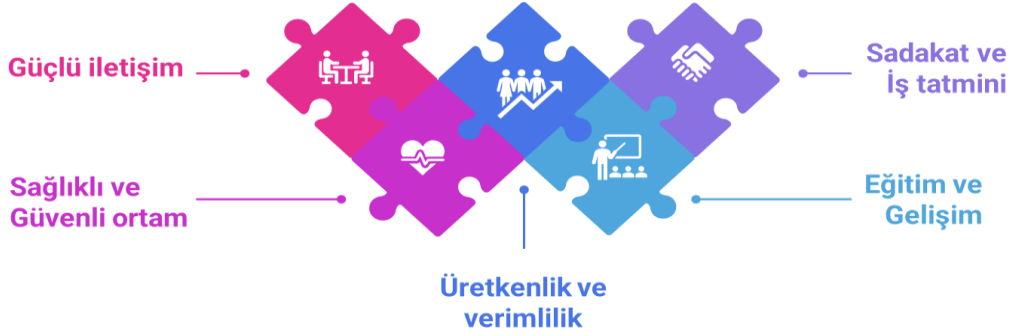 Güçlü iletişim
Sağlıklı ve
Güvenli ortam
Üretkenlik ve
verimlilik
Sadakat ve
İş tatmini
Eğitim ve
Gelişim